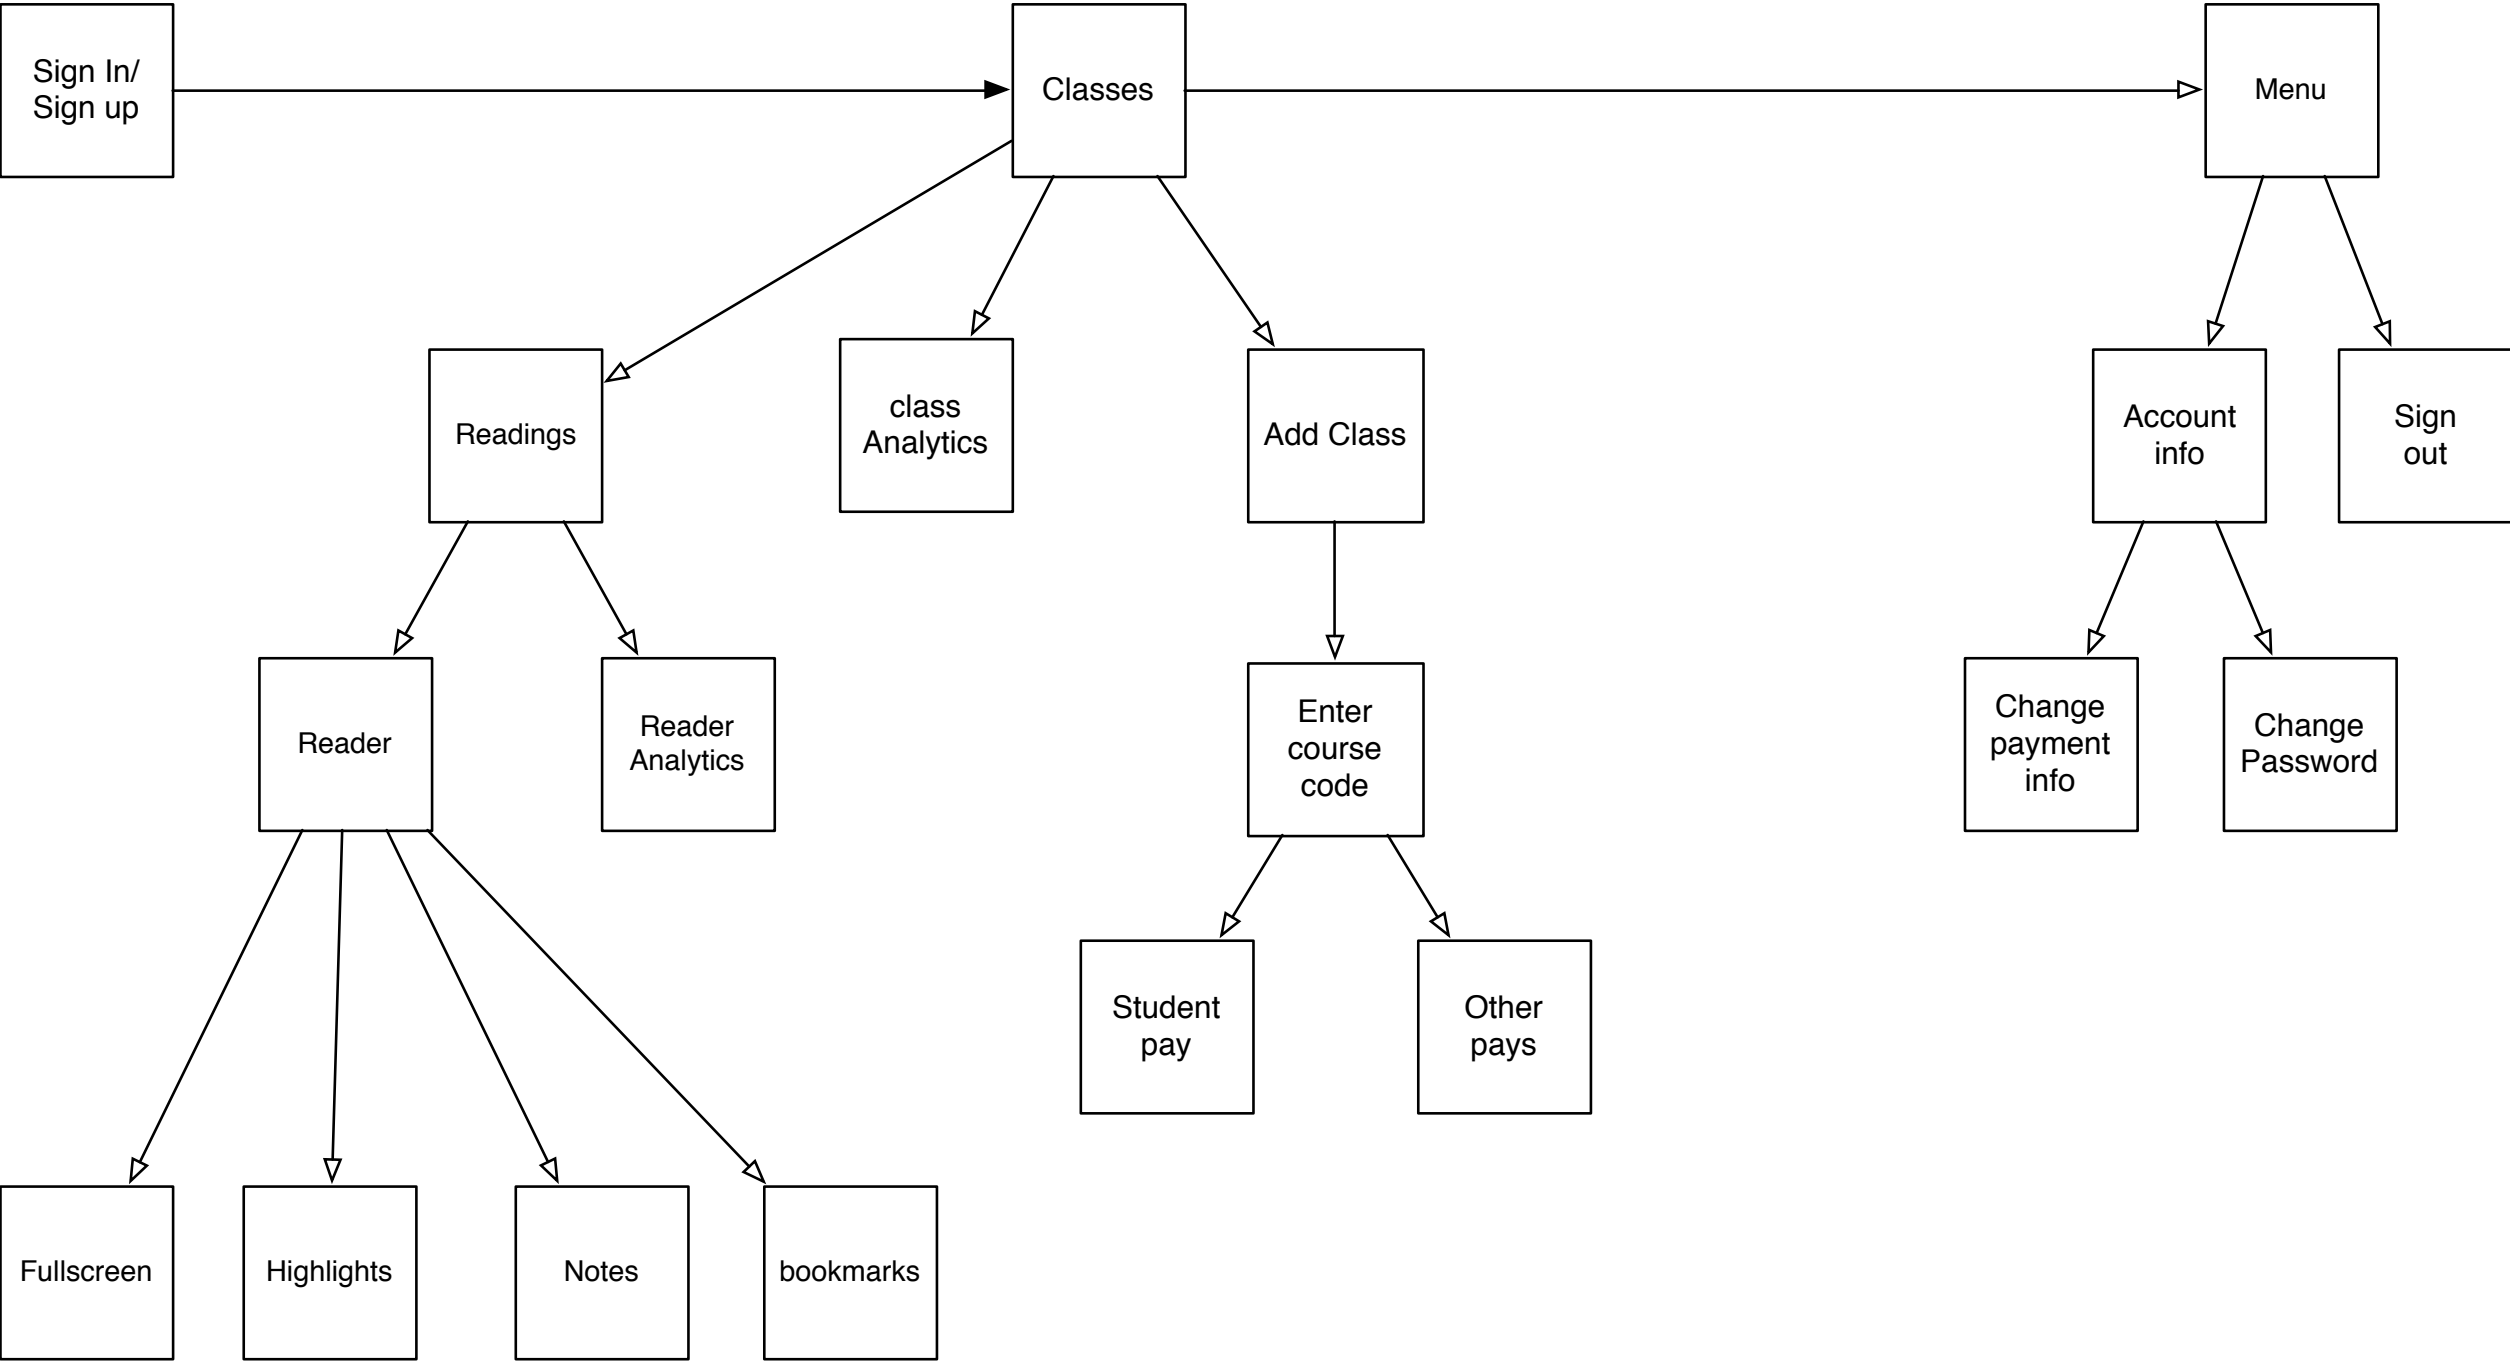 Sign In/
Sign up
Classes
Menu
Readings
class
Analytics
Add Class
Account
info
Sign
out
Reader
Reader
Analytics
Enter
course
code
Change
payment
info
Change
Password
Student
pay
Other
pays
Fullscreen
Highlights
Notes
bookmarks